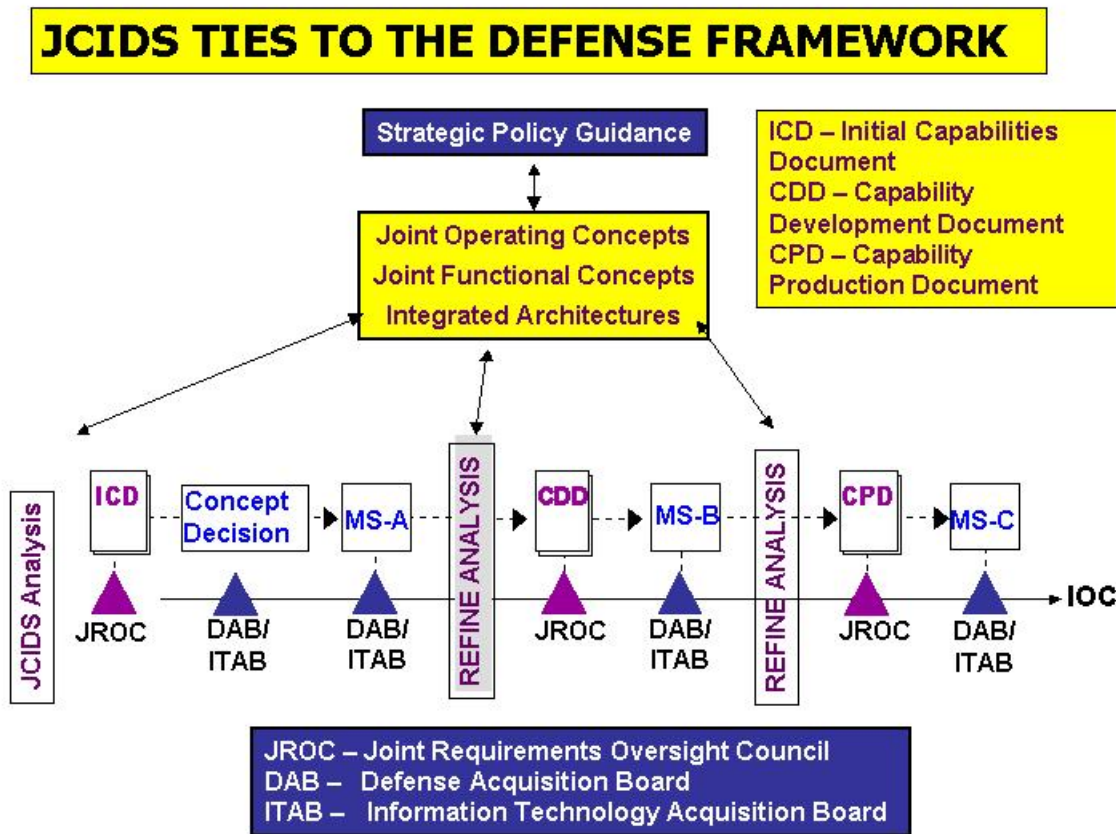 JCIDS TIES TO THE DEFENSE FRAMEWORK
Strategic Policy Guidance
ICD – Initial Capabilities
Document
CDD – Capability
Development Document
CPD – Capability
Production Document
Joint Operating Concepts
Joint Functional Concepts
Integrated Architectures
JCIDS Analysis
ICD
Concept
Decision
MS-A
REFINE ANALYSIS
CDD
MS-B
REFINE ANALYSIS
CPD
MS-C
IOC
JROC
DAB/
ITAB
DAB/
ITAB
JROC
DAB/
ITAB
JROC
DAB/
ITAB
JROC – Joint Requirements Oversight Council
DAB – Defense Acquisition Board
ITAB – Information Technology Acquisition Board